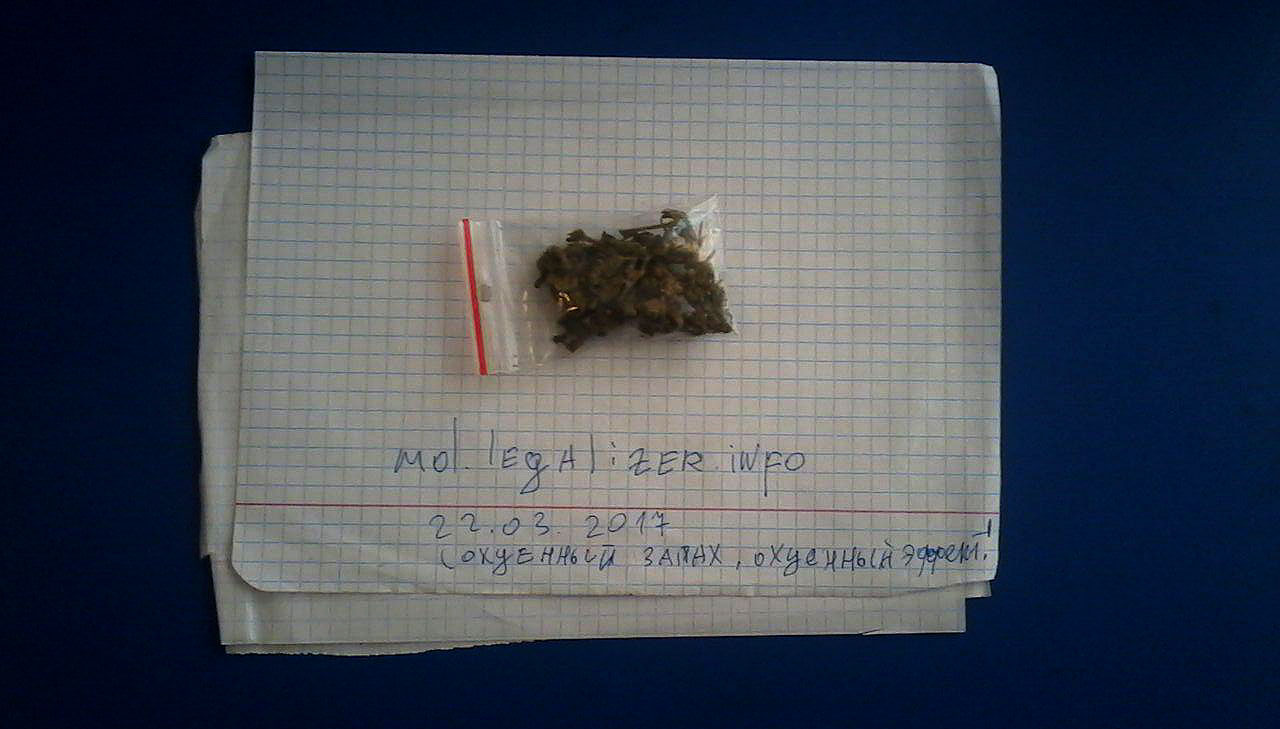 mol.lEgAlizER.iNFO
22.03.2017
(ОХУЕННЫЙ ЗАПАХ, ОХУЕННЫЙ ЭФФЕКТ!